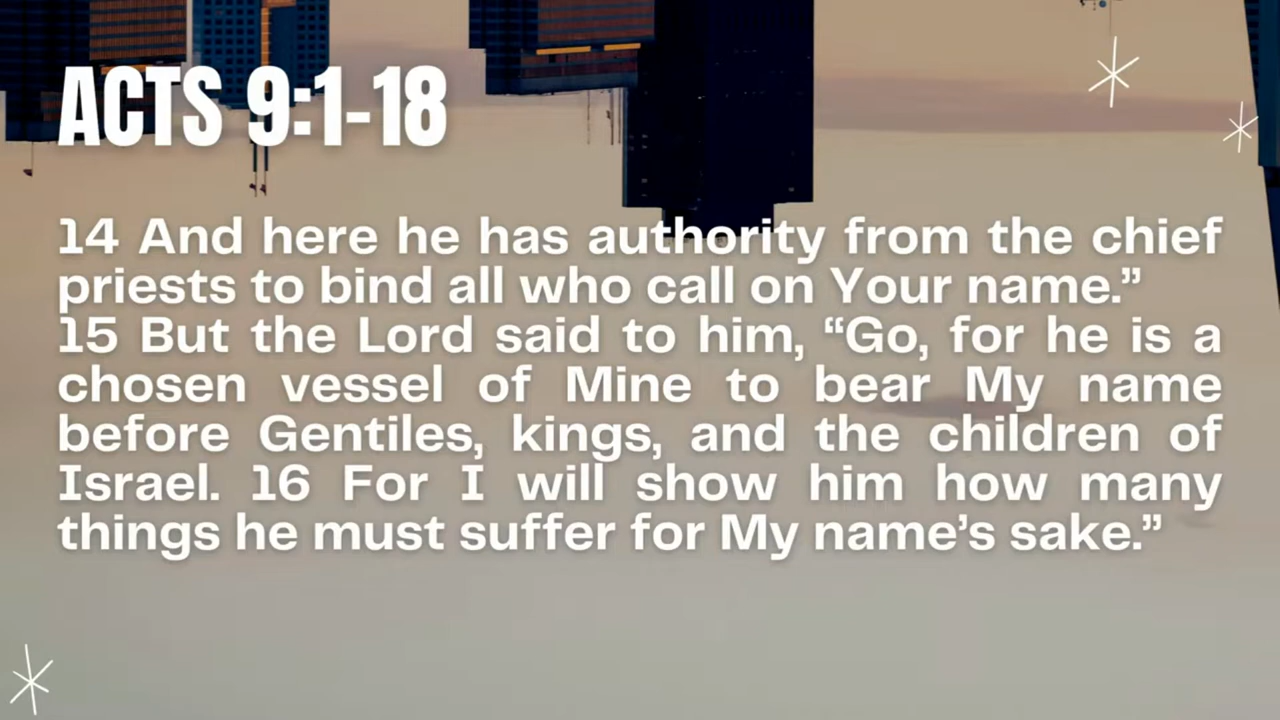 ACTS 9:1-18
14 And here he has authority from the chief
priests to bind all who call on Your name.”
15 But the Lord said to him, “Go, for he is a
chosen vessel of Mine to bear My name
before Gentiles, kings, and the children of
Israel. 16 For I will show him how many
things he must suffer for My name’s sake.”